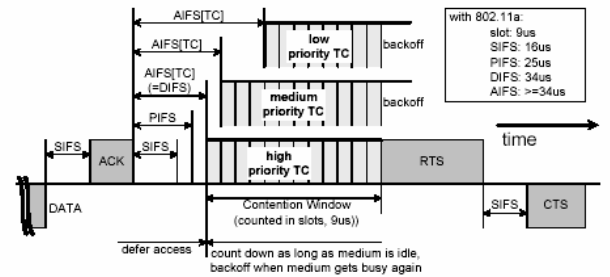 AIFS[TC]
low
priority TC
backoff
with 802.11a:
slot: 9us
SIFS: 16us
PIFS: 25us
DIFS: 34us
AIFS: >=34us
AIFS[TC]
AIFS[TC]
(=DIFS)
medium
priority TC
backoff
PIFS
time
SIFS
ACK
SIFS
high
priority TC
RTS
DATA
Contention Window
(counted in slots, 9us))
SIFS
CTS
defer access
count down as long as medium is idle,
backoff when medium gets busy again